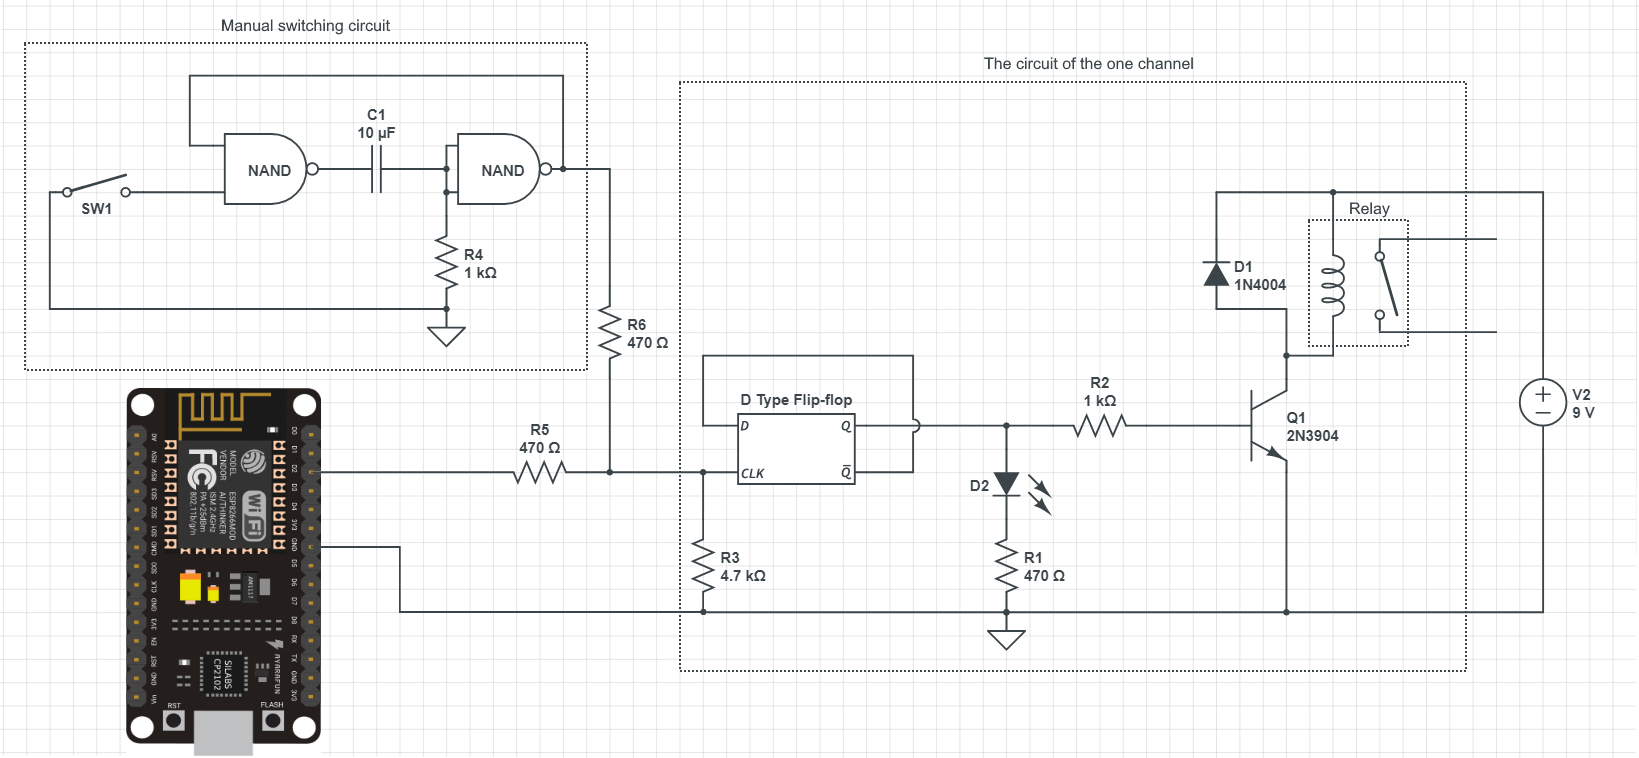 Manual switching circuit
The circuit of the one channel
C1
10 µF
NAND
NAND
SW1
R4
1 kΩ
R6
470 Ω
Relay
D1
1N4004
V2
9 V
R2
1 kΩ
Q1
2N3904
D Type Flip-flop
D
Q
CLK
Q̅
R5
470 Ω
D2
R3
4.7 kΩ
R1
470 Ω
MODEL
VENDOR
ESP8266MOD
AI/THINKER
ISM 2.4GHz
PA +25dBm
802.11b/g/n
WiFi
A0
RSV
RSV
SD3
SD2
SD1
CMD
SD0
CLK
GND
3V3
EN
RST
GND
Vin
D0
D1
D2
D3
D4
3V3
GND
D5
D6
D7
D8
RX
TX
GND
3V3
AM1117
SILABS
CP2102
AYARAFUN
RST
FLASH